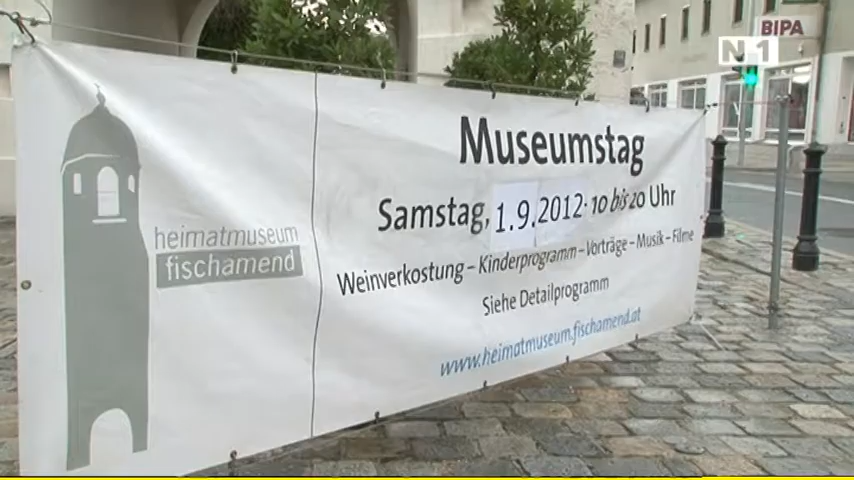 BIPA
N 1
Museumstag
Samstag, 1.9.2012 · 10 bis 20 Uhr
heimatmuseum
fischamend
Weinverkostung – Kinderprogramm – Vorträge – Musik – Filme
Siehe Detailprogramm
www.heimatmuseum.fischamend.at